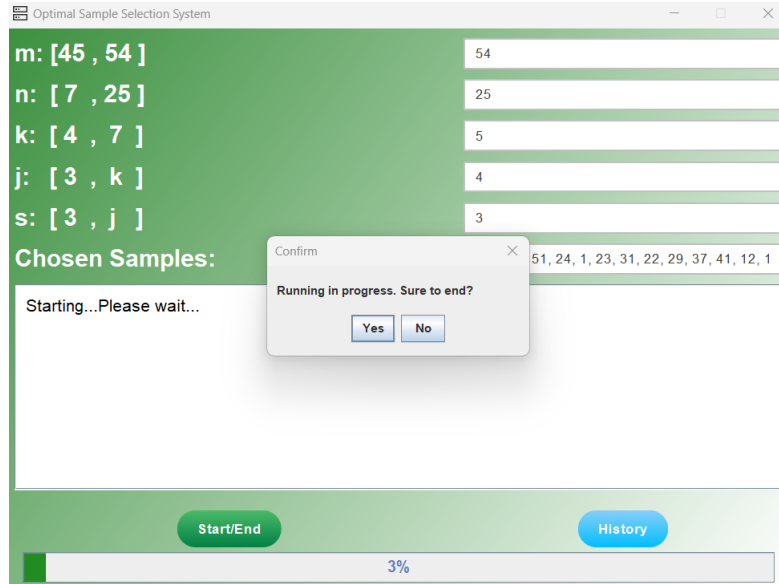 Optimal Sample Selection System
m: [45 , 54 ] 54
n: [ 7 , 25 ] 25
k: [ 4 , 7 ] 5
j: [ 3 , k ] 4
s: [ 3 , j ] 3
Chosen Samples: 51, 24, 1, 23, 31, 22, 29, 37, 41, 12, 1
Confirm
Running in progress. Sure to end?
Yes No
Starting...Please wait...
Start/End History
3%